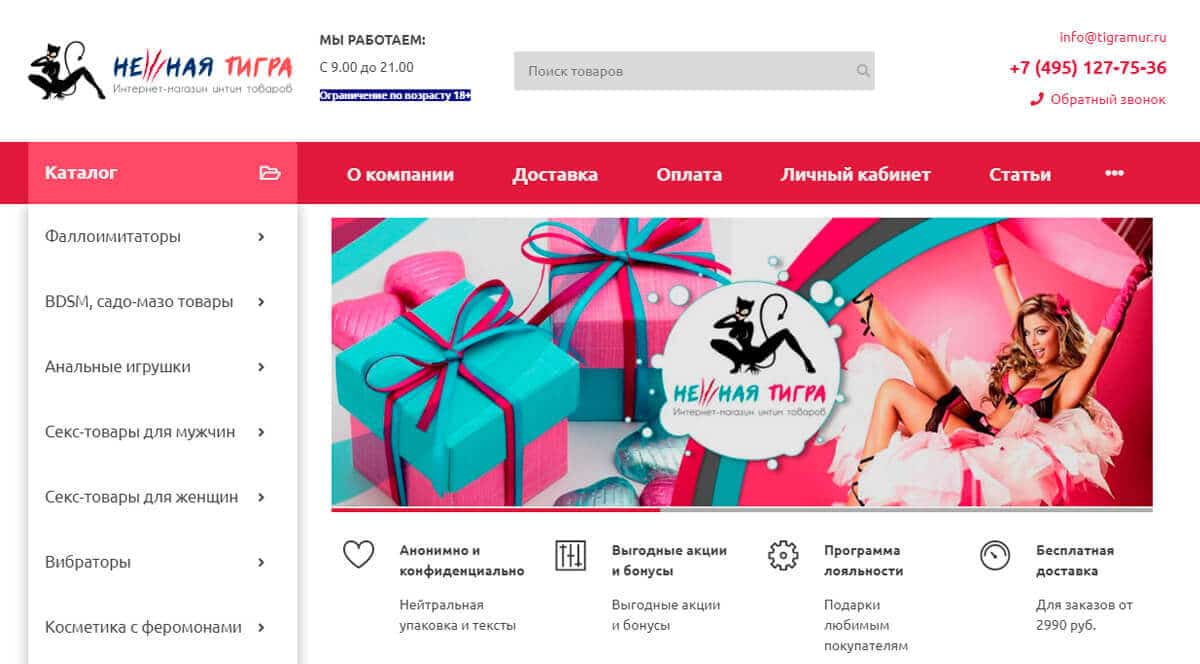 НЕЖНАЯ ТИГРА
Интернет-магазин интим товаров
МЫ РАБОТАЕМ:
С 9.00 до 21.00
Ограничение по возрасту 18+
Поиск товаров
info@tigramur.ru
+7 (495) 127-75-36
Обратный звонок
Каталог
О компании
Доставка
Оплата
Личный кабинет
Статьи
•••
Фаллоимитаторы
BDSM, садо-мазо товары
Анальные игрушки
Секс-товары для мужчин
Секс-товары для женщин
Вибраторы
Косметика с феромонами
НЕЖНАЯ ТИГРА
Интернет-магазин интим товаров
Анонимно и
конфиденциально
Нейтральная
упаковка и тексты
Выгодные акции
и бонусы
Выгодные акции
и бонусы
Программа
лояльности
Подарки
любимым
покупателям
Бесплатная
доставка
Для заказов от
2990 руб.